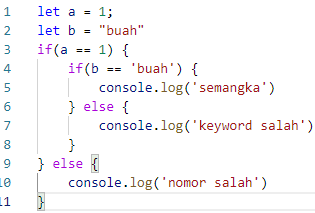 1 let a = 1;
2 let b = "buah"
3 if(a == 1) {
4     if(b == 'buah') {
5         console.log('semangka')
6     } else {
7         console.log('keyword salah')
8     }
9 } else {
10     console.log('nomor salah')
11 }